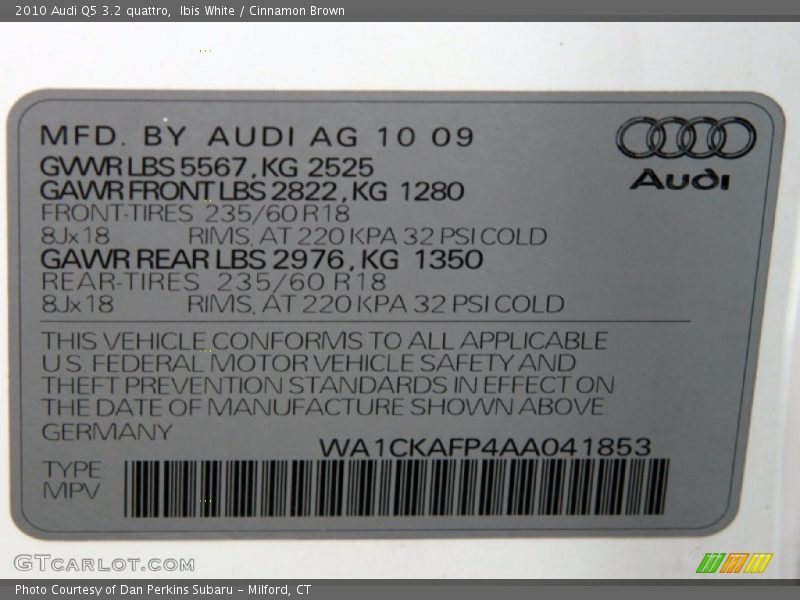 2010 Audi Q5 3.2 quattro, Ibis White / Cinnamon Brown
MFD. BY AUDI AG 10 09
GVWR LBS 5567, KG 2525
GAWR FRONT LBS 2822, KG 1280
FRONT-TIRES 235/60 R18
8Jx18 RIMS, AT 220 KPA 32 PSI COLD
GAWR REAR LBS 2976, KG 1350
REAR-TIRES 235/60 R18
8Jx18 RIMS, AT 220 KPA 32 PSI COLD
Audi
THIS VEHICLE CONFORMS TO ALL APPLICABLE
U.S. FEDERAL MOTOR VEHICLE SAFETY AND
THEFT PREVENTION STANDARDS IN EFFECT ON
THE DATE OF MANUFACTURE SHOWN ABOVE
GERMANY
WA1CKAFP4AA041853
TYPE
MPV
GTCARLOT.COM
Photo Courtesy of Dan Perkins Subaru - Milford, CT